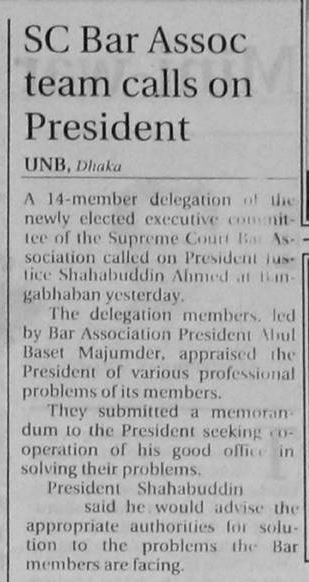 SC Bar Assoc
team calls on
President
UNB, Dhaka
A 14-member delegation of the
newly elected executive commit-
tee of the Supreme Court Bar As-
sociation called on President Jus-
tice Shahabuddin Ahmed at Ban-
gabhaban yesterday.
The delegation members, led
by Bar Association President Abul
Baset Majumder, appraised the
President of various professional
problems of its members.
They submitted a memoran-
dum to the President seeking co-
operation of his good office in
solving their problems.
President Shahabuddin
said he would advise the
appropriate authorities for solu-
tion to the problems the Bar
members are facing.